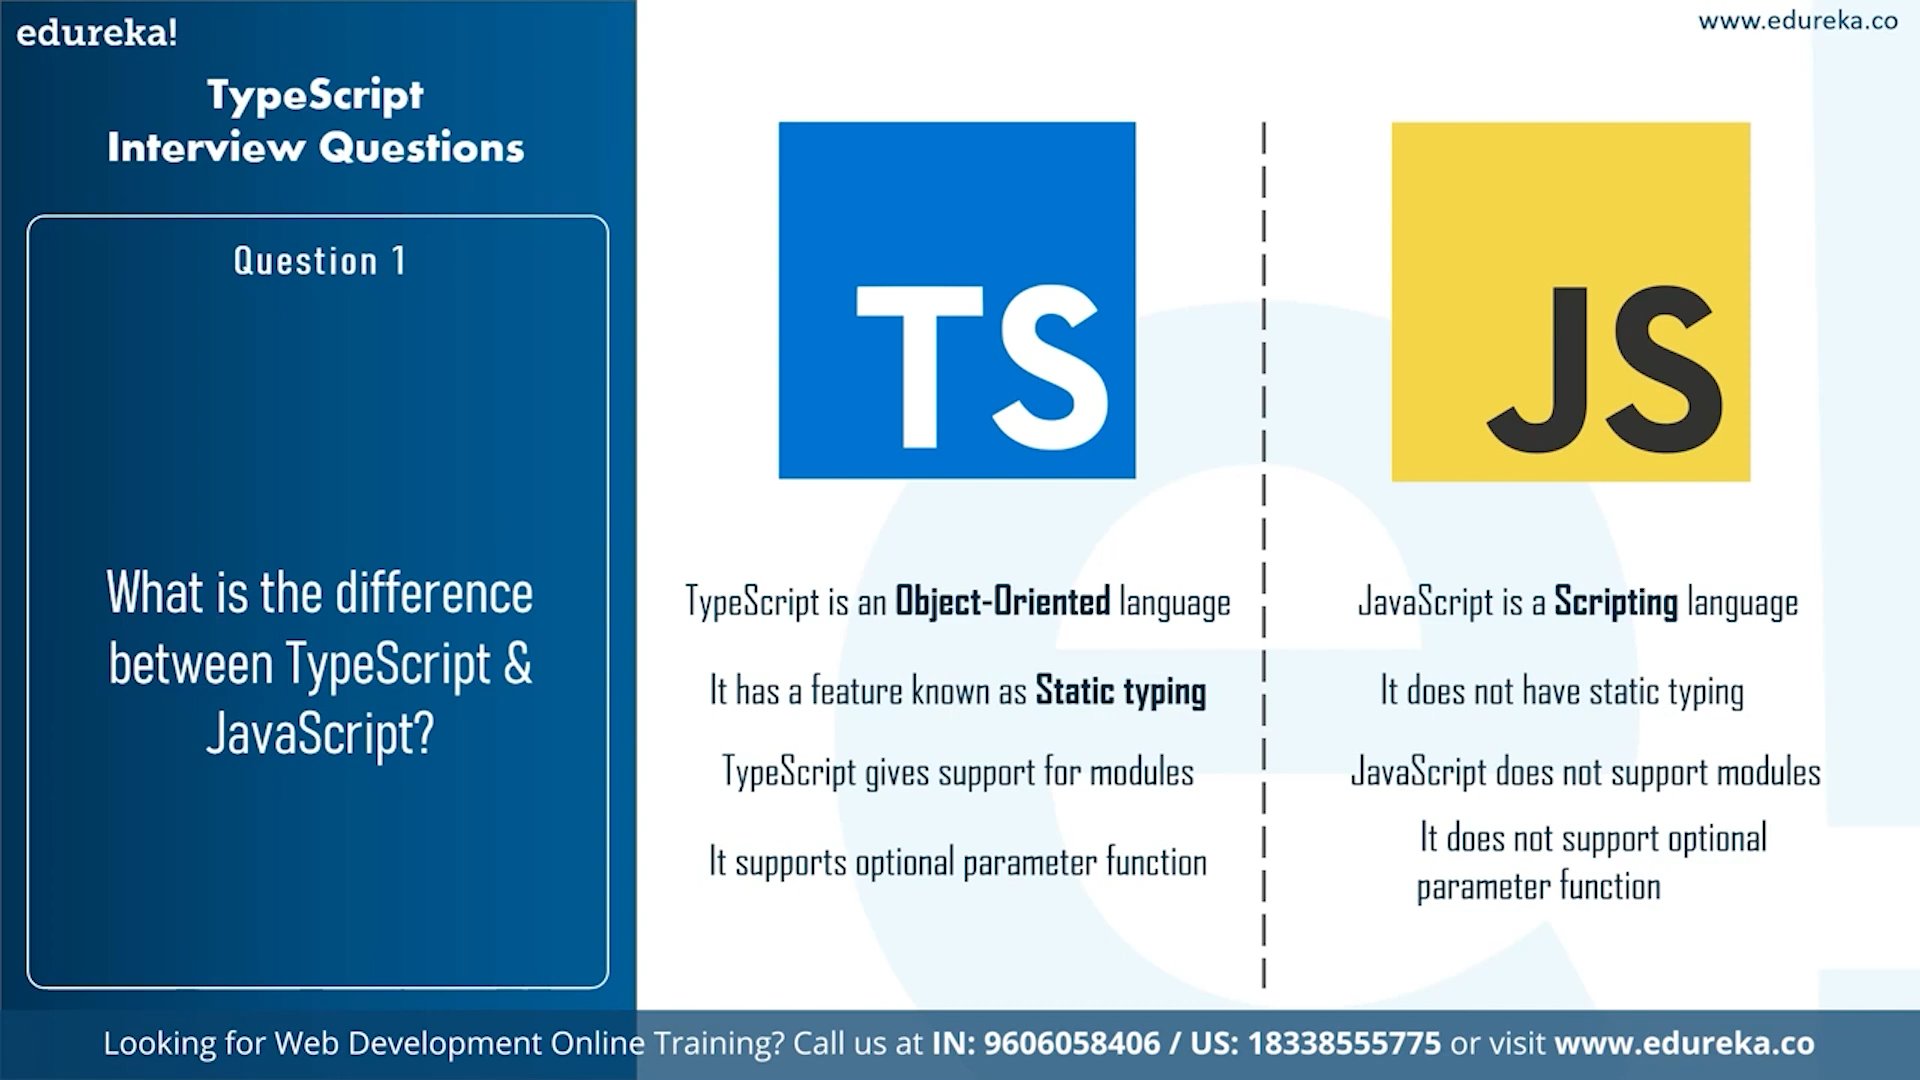 edureka!
www.edureka.co
TypeScript
Interview Questions
Question 1
What is the difference
between TypeScript &
JavaScript?
TS
JS
TypeScript is an Object-Oriented language
JavaScript is a Scripting language
It has a feature known as Static typing
It does not have static typing
TypeScript gives support for modules
JavaScript does not support modules
It supports optional parameter function
It does not support optional
parameter function
Looking for Web Development Online Training? Call us at IN: 9606058406 / US: 18338555775 or visit www.edureka.co